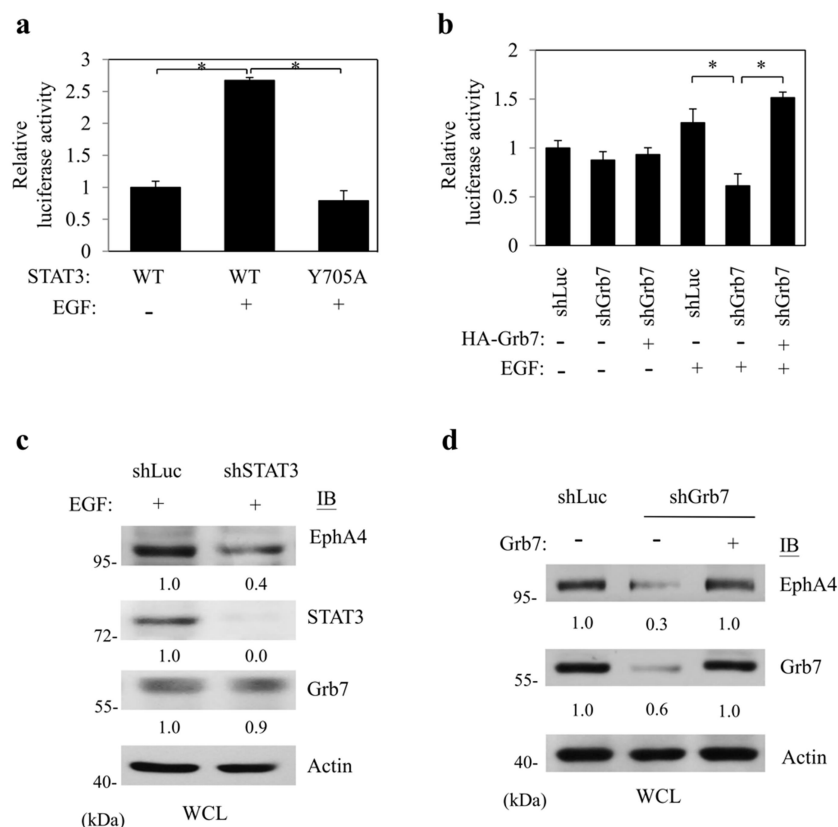 a
Relative
luciferase activity
3
2.5
2
1.5
1
0.5
0
* *
STAT3: WT WT Y705A
EGF: - + +
b
Relative
luciferase activity
2
1.5
1
0.5
0
* *
shLuc shGrb7 shGrb7 shLuc shGrb7 shGrb7
HA-Grb7: - - + - - +
EGF: - - - + + +
c
shLuc shSTAT3
EGF: + + IB
EphA4
95-
1.0 0.4
STAT3
72-
1.0 0.0
Grb7
55-
1.0 0.9
Actin
40-
(kDa) WCL
d
shLuc shGrb7
Grb7: - - + IB
EphA4
95-
1.0 0.3 1.0
Grb7
55-
1.0 0.6 1.0
Actin
40-
(kDa) WCL